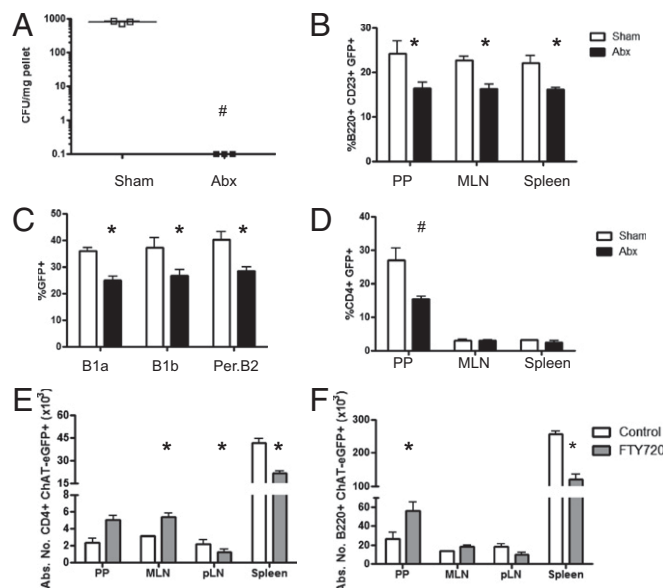 A
CFU/mg pellet
1000
100
10
1
0.1
#
Sham Abx
B
%B220+ CD23+ GFP+
30
20
10
0
* * *
PP MLN Spleen
Sham
Abx
C
%GFP+
50
40
30
20
10
0
* * *
B1a B1b Per.B2
D
%CD4+ GFP+
40
30
20
10
0
#
PP MLN Spleen
Sham
Abx
E
Abs. No. CD4+ ChAT-eGFP+ (x10³)
60
45
30
15
8
6
4
2
0
* * *
PP MLN pLN Spleen
F
Abs. No. B220+ ChAT-eGFP+ (x10³)
300
200
100
80
60
40
20
0
* *
PP MLN pLN Spleen
Control
FTY720